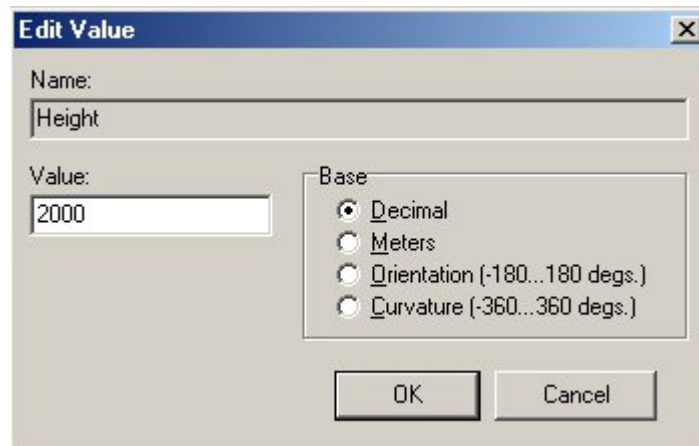 Edit Value
Name:
Height
Value:
2000
Base
Decimal
Meters
Orientation (-180...180 degs.)
Curvature (-360...360 degs.)
OK
Cancel